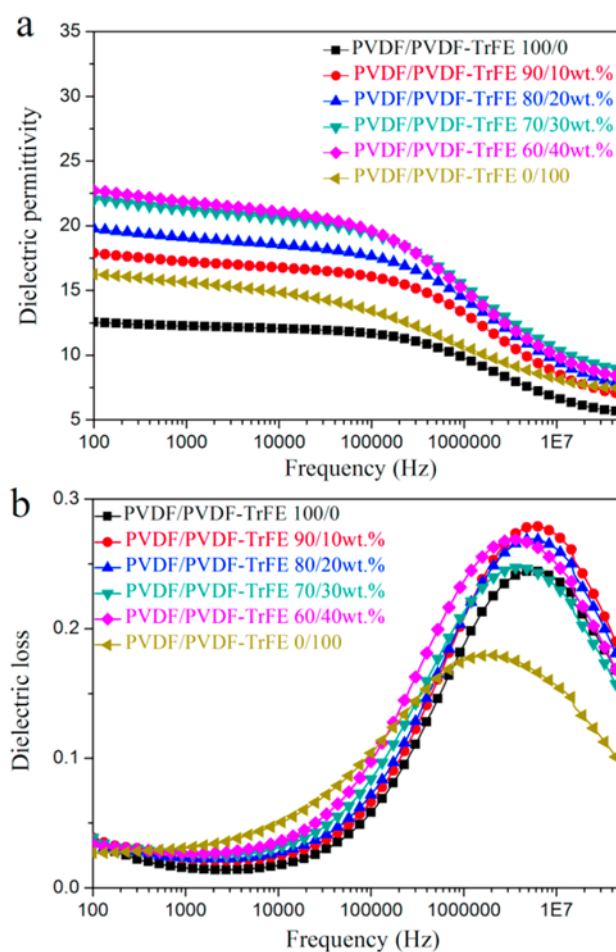 a
35
30
25
20
15
10
5
Dielectric permittivity
PVDF/PVDF-TrFE 100/0
PVDF/PVDF-TrFE 90/10wt.%
PVDF/PVDF-TrFE 80/20wt.%
PVDF/PVDF-TrFE 70/30wt.%
PVDF/PVDF-TrFE 60/40wt.%
PVDF/PVDF-TrFE 0/100
100 1000 10000 100000 1000000 1E7
Frequency (Hz)
b
0.3
0.2
0.1
0.0
Dielectric loss
PVDF/PVDF-TrFE 100/0
PVDF/PVDF-TrFE 90/10wt.%
PVDF/PVDF-TrFE 80/20wt.%
PVDF/PVDF-TrFE 70/30wt.%
PVDF/PVDF-TrFE 60/40wt.%
PVDF/PVDF-TrFE 0/100
100 1000 10000 100000 1000000 1E7
Frequency (Hz)